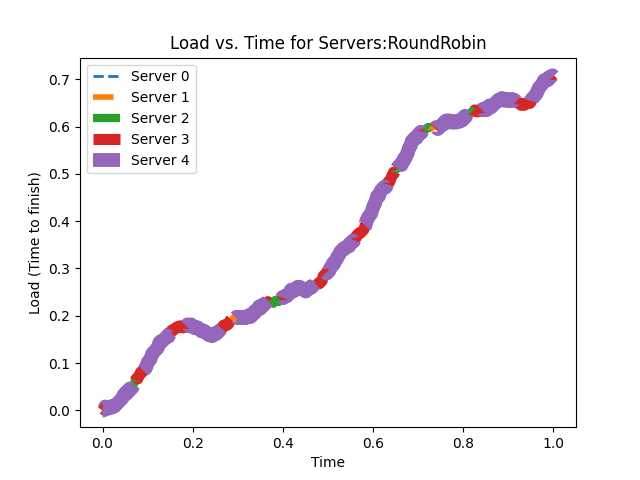 Load vs. Time for Servers:RoundRobin
Server 0
Server 1
Server 2
Server 3
Server 4
0.7
0.6
0.5
0.4
0.3
0.2
0.1
0.0
Load (Time to finish)
0.0 0.2 0.4 0.6 0.8 1.0
Time